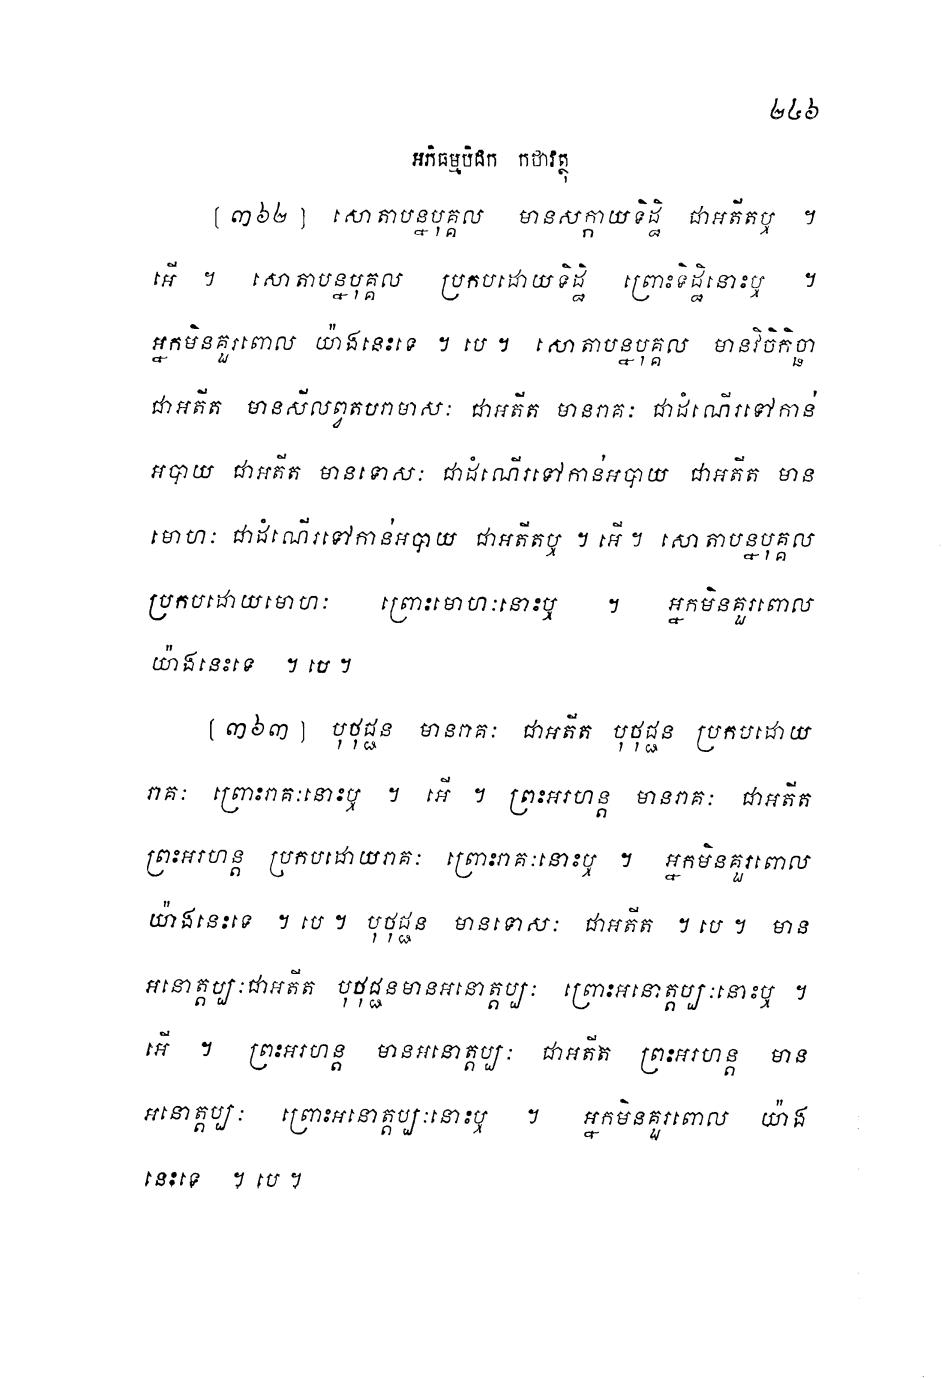 ២៤៦
អភិធម្មបិដក កថាវត្ថុ
[៣៦២] សោតាបន្នបុគ្គល មានសក្កាយទិដ្ឋិ ជាអតីតឬ ។
អើ ។ សោតាបន្នបុគ្គល ប្រកបដោយទិដ្ឋិ ព្រោះទិដ្ឋិនោះឬ ។
អ្នកមិនគួរពោល យ៉ាងនេះទេ ។ បេ ។ សោតាបន្នបុគ្គល មានវិចិកិច្ឆា
ជាអតីត មានសីលព្វតបរាមាសៈ ជាអតីត មានរាគៈ ជាដំណើរទៅកាន់
អបាយ ជាអតីត មានទោសៈ ជាដំណើរទៅកាន់អបាយ ជាអតីត មាន
មោហៈ ជាដំណើរទៅកាន់អបាយ ជាអតីតឬ ។ អើ ។ សោតាបន្នបុគ្គល
ប្រកបដោយមោហៈ ព្រោះមោហៈនោះឬ ។ អ្នកមិនគួរពោល
យ៉ាងនេះទេ ។ បេ ។
[៣៦៣] បុថុជ្ជន មានរាគៈ ជាអតីត បុថុជ្ជន ប្រកបដោយ
រាគៈ ព្រោះរាគៈនោះឬ ។ អើ ។ ព្រះអរហន្ត មានរាគៈ ជាអតីត
ព្រះអរហន្ត ប្រកបដោយរាគៈ ព្រោះរាគៈនោះឬ ។ អ្នកមិនគួរពោល
យ៉ាងនេះទេ ។ បេ ។ បុថុជ្ជន មានទោសៈ ជាអតីត ។ បេ ។ មាន
អនោត្តប្បៈជាអតីត បុថុជ្ជនមានអនោត្តប្បៈ ព្រោះអនោត្តប្បៈនោះឬ ។
អើ ។ ព្រះអរហន្ត មានអនោត្តប្បៈ ជាអតីត ព្រះអរហន្ត មាន
អនោត្តប្បៈ ព្រោះអនោត្តប្បៈនោះឬ ។ អ្នកមិនគួរពោល យ៉ាង
នេះទេ ។ បេ ។